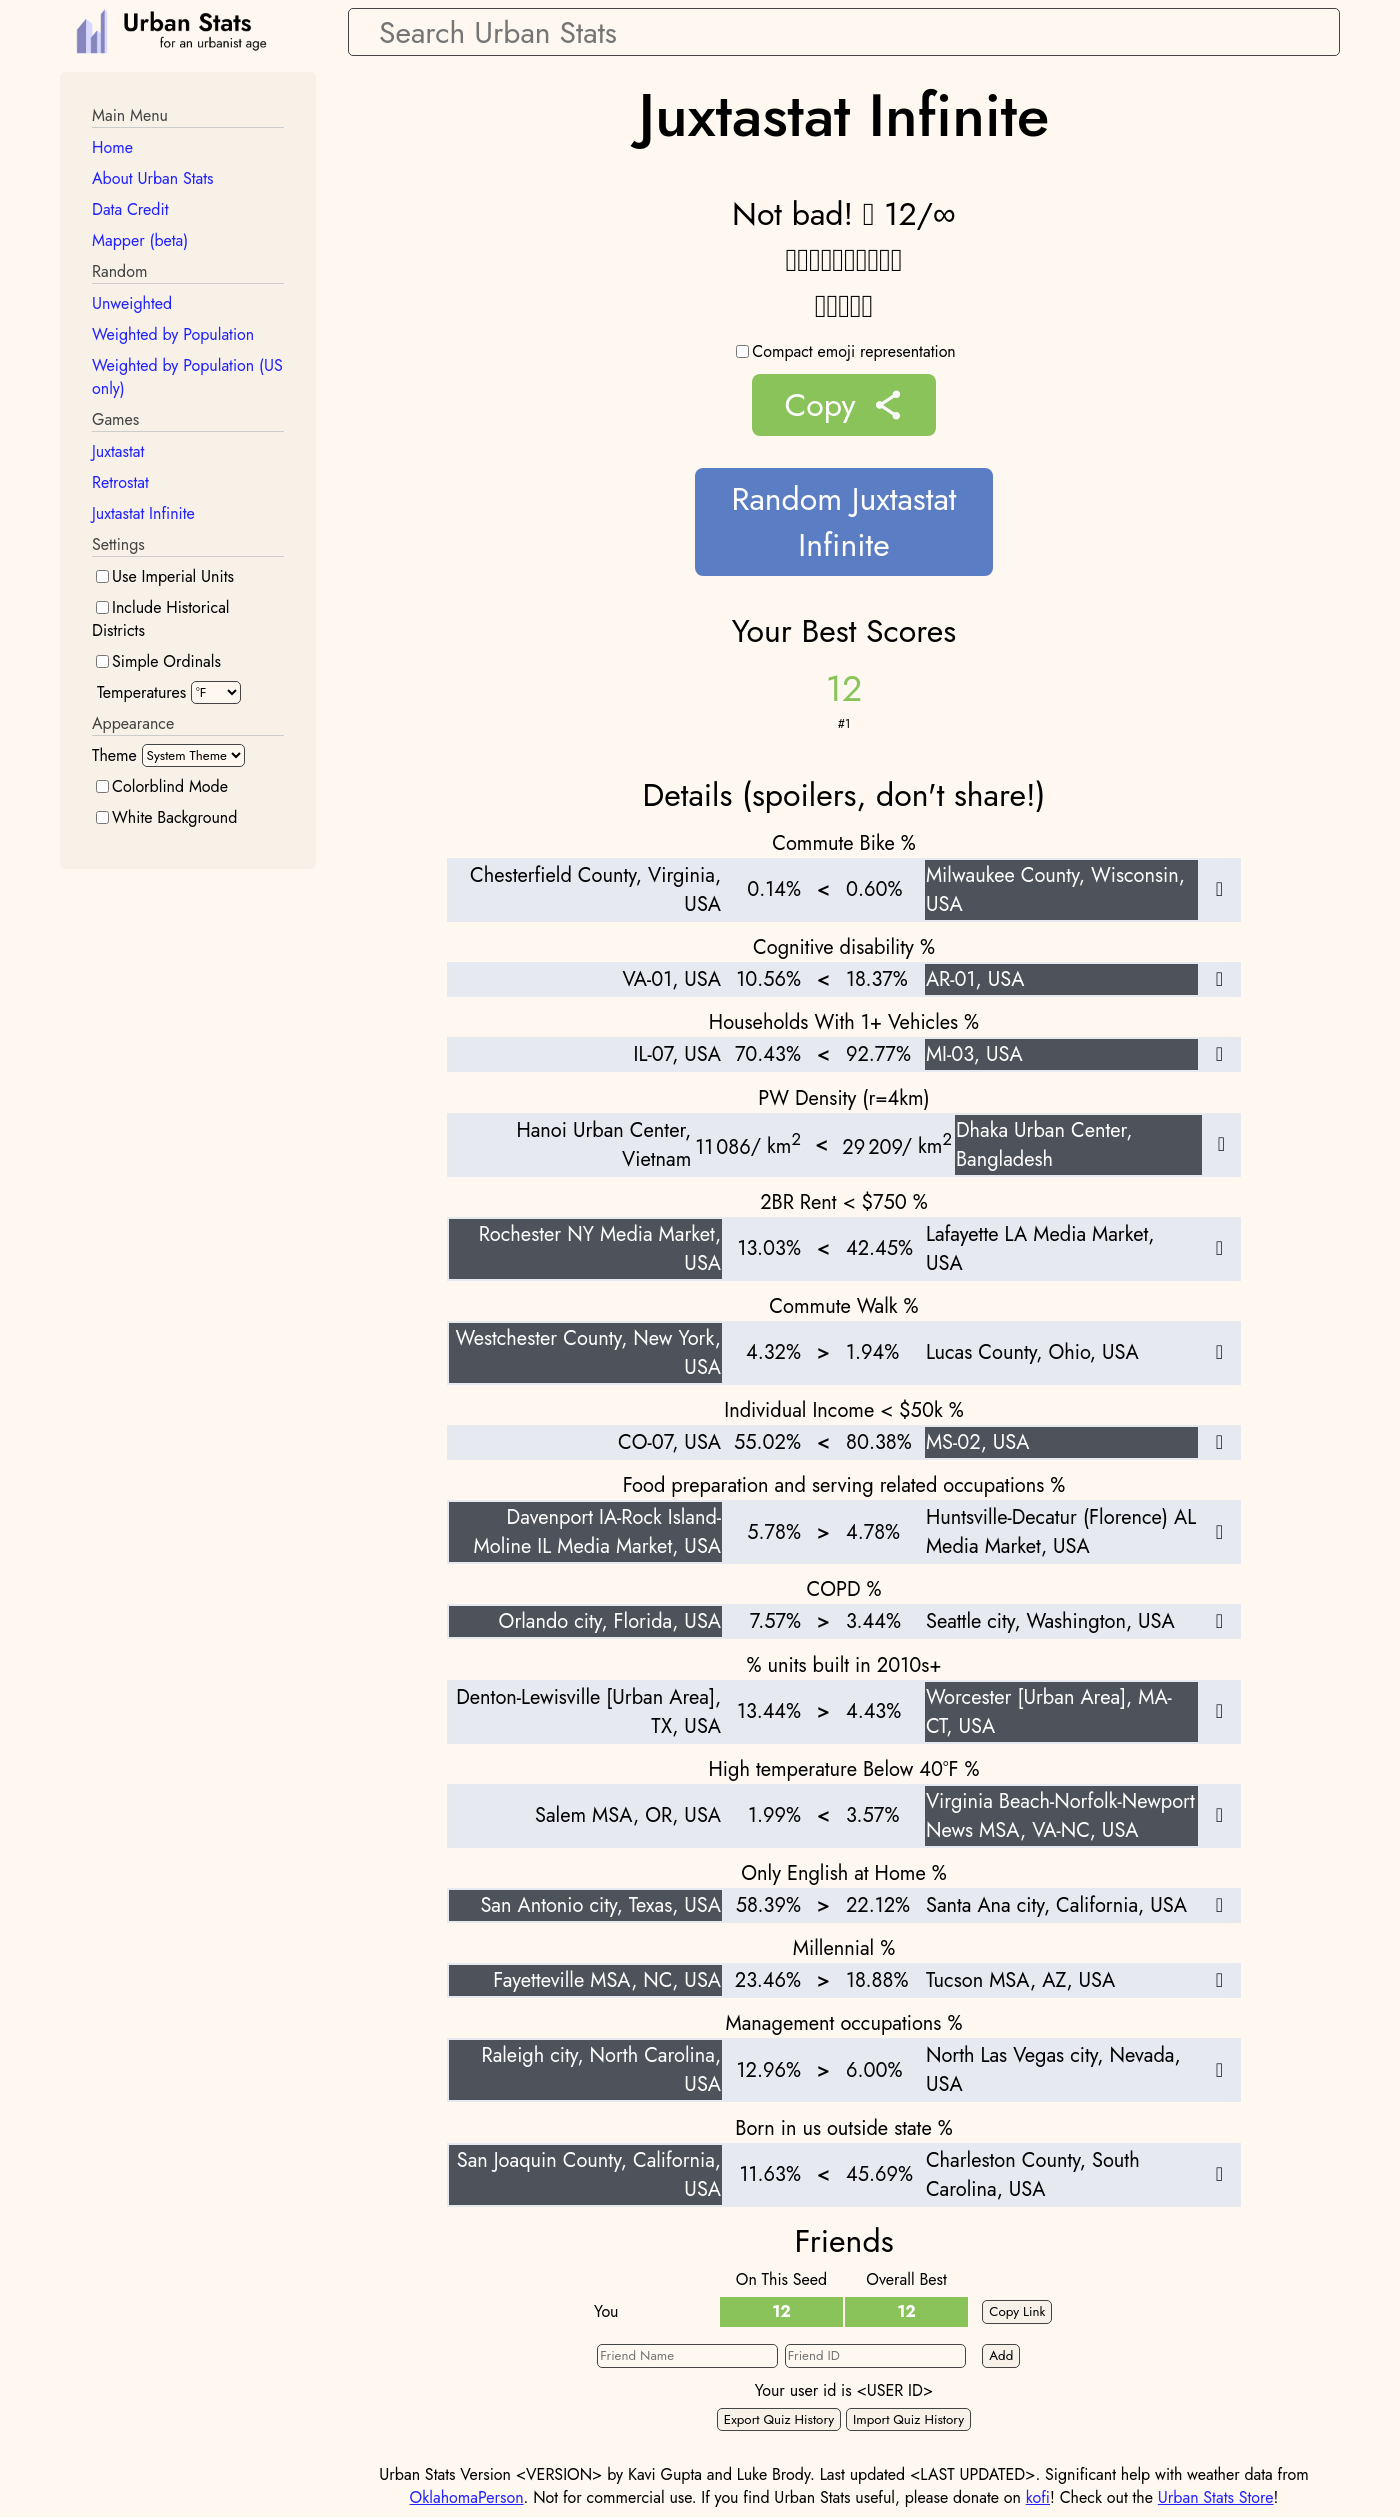 Urban Stats
for an urbanist age
Search Urban Stats
Main Menu
Home
About Urban Stats
Data Credit
Mapper (beta)
Random
Unweighted
Weighted by Population
Weighted by Population (US
only)
Games
Juxtastat
Retrostat
Juxtastat Infinite
Settings
Use Imperial Units
Include Historical
Districts
Simple Ordinals
Temperatures °F
Appearance
Theme System Theme
Colorblind Mode
White Background
Juxtastat Infinite
Not bad! 12/∞
Compact emoji representation
Copy
Random Juxtastat
Infinite
Your Best Scores
12
#1
Details (spoilers, don't share!)
Commute Bike %
Chesterfield County, Virginia,
USA
0.14% < 0.60%
Milwaukee County, Wisconsin,
USA
Cognitive disability %
VA-01, USA 10.56% < 18.37% AR-01, USA
Households With 1+ Vehicles %
IL-07, USA 70.43% < 92.77% MI-03, USA
PW Density (r=4km)
Hanoi Urban Center,
Vietnam
11 086/ km² < 29 209/ km²
Dhaka Urban Center,
Bangladesh
2BR Rent < $750 %
Rochester NY Media Market,
USA
13.03% < 42.45%
Lafayette LA Media Market,
USA
Commute Walk %
Westchester County, New York,
USA
4.32% > 1.94% Lucas County, Ohio, USA
Individual Income < $50k %
CO-07, USA 55.02% < 80.38% MS-02, USA
Food preparation and serving related occupations %
Davenport IA-Rock Island-
Moline IL Media Market, USA
5.78% > 4.78%
Huntsville-Decatur (Florence) AL
Media Market, USA
COPD %
Orlando city, Florida, USA 7.57% > 3.44% Seattle city, Washington, USA
% units built in 2010s+
Denton-Lewisville [Urban Area],
TX, USA
13.44% > 4.43%
Worcester [Urban Area], MA-
CT, USA
High temperature Below 40°F %
Salem MSA, OR, USA 1.99% < 3.57%
Virginia Beach-Norfolk-Newport
News MSA, VA-NC, USA
Only English at Home %
San Antonio city, Texas, USA 58.39% > 22.12% Santa Ana city, California, USA
Millennial %
Fayetteville MSA, NC, USA 23.46% > 18.88% Tucson MSA, AZ, USA
Management occupations %
Raleigh city, North Carolina,
USA
12.96% > 6.00%
North Las Vegas city, Nevada,
USA
Born in us outside state %
San Joaquin County, California,
USA
11.63% < 45.69%
Charleston County, South
Carolina, USA
Friends
On This Seed Overall Best
You 12 12 Copy Link
Friend Name Friend ID Add
Your user id is <USER ID>
Export Quiz History Import Quiz History
Urban Stats Version <VERSION> by Kavi Gupta and Luke Brody. Last updated <LAST UPDATED>. Significant help with weather data from
OklahomaPerson. Not for commercial use. If you find Urban Stats useful, please donate on kofi! Check out the Urban Stats Store!